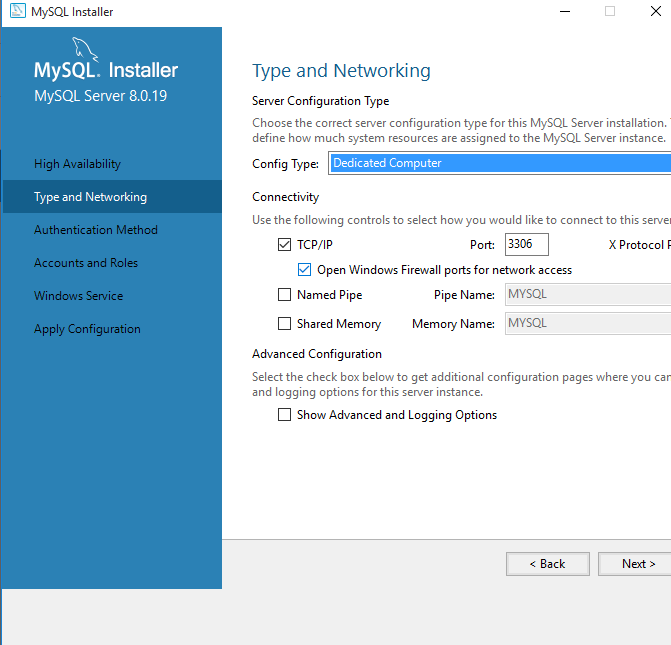 MySQL Installer
MySQL. Installer
MySQL Server 8.0.19
High Availability
Type and Networking
Authentication Method
Accounts and Roles
Windows Service
Apply Configuration
Type and Networking
Server Configuration Type
Choose the correct server configuration type for this MySQL Server installation.
define how much system resources are assigned to the MySQL Server instance.
Config Type: Dedicated Computer
Connectivity
Use the following controls to select how you would like to connect to this server
TCP/IP Port: 3306 X Protocol
Open Windows Firewall ports for network access
Named Pipe Pipe Name: MYSQL
Shared Memory Memory Name: MYSQL
Advanced Configuration
Select the check box below to get additional configuration pages where you can
and logging options for this server instance.
Show Advanced and Logging Options
< Back Next >